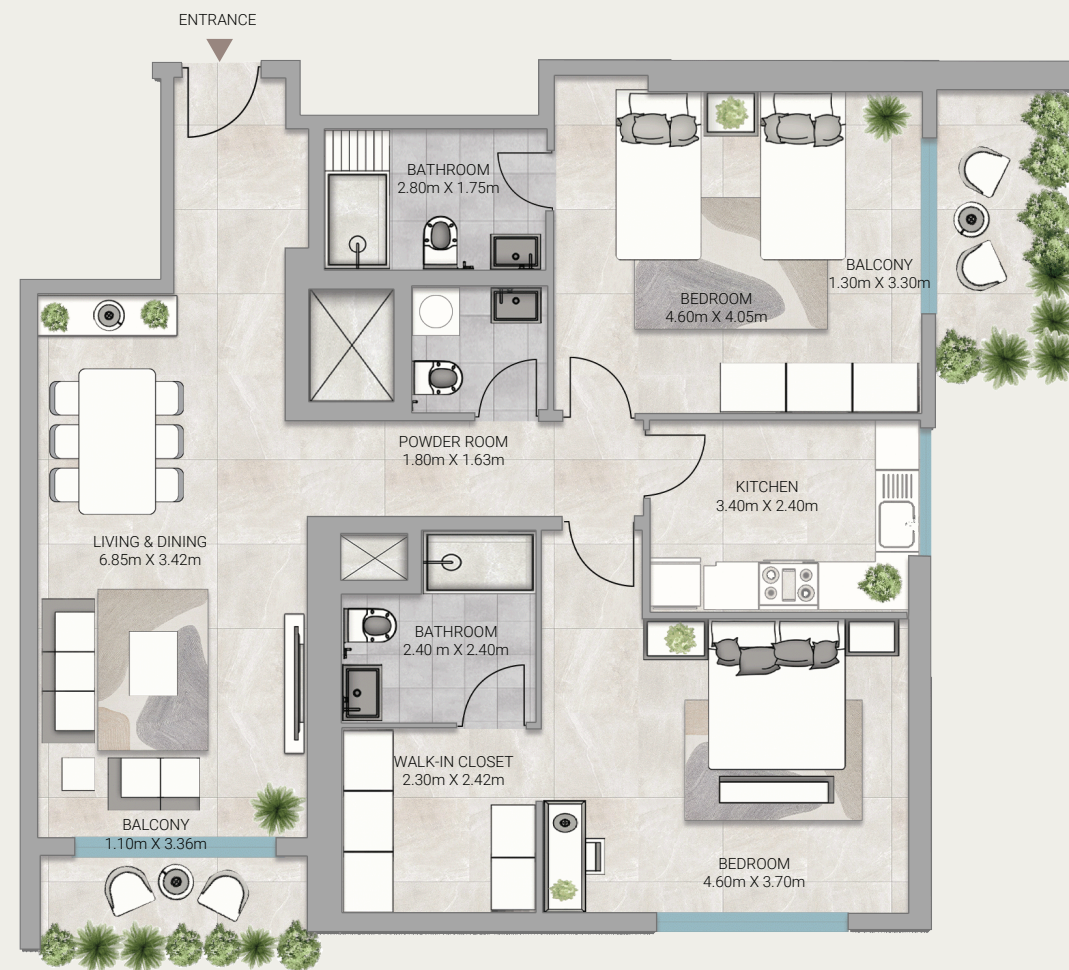 ENTRANCE
BATHROOM
2.80m X 1.75m
BALCONY
1.30m X 3.30m
BEDROOM
4.60m X 4.05m
POWDER ROOM
1.80m X 1.63m
KITCHEN
3.40m X 2.40m
LIVING & DINING
6.85m X 3.42m
BATHROOM
2.40 m X 2.40m
WALK-IN CLOSET
2.30m X 2.42m
BALCONY
1.10m X 3.36m
BEDROOM
4.60m X 3.70m